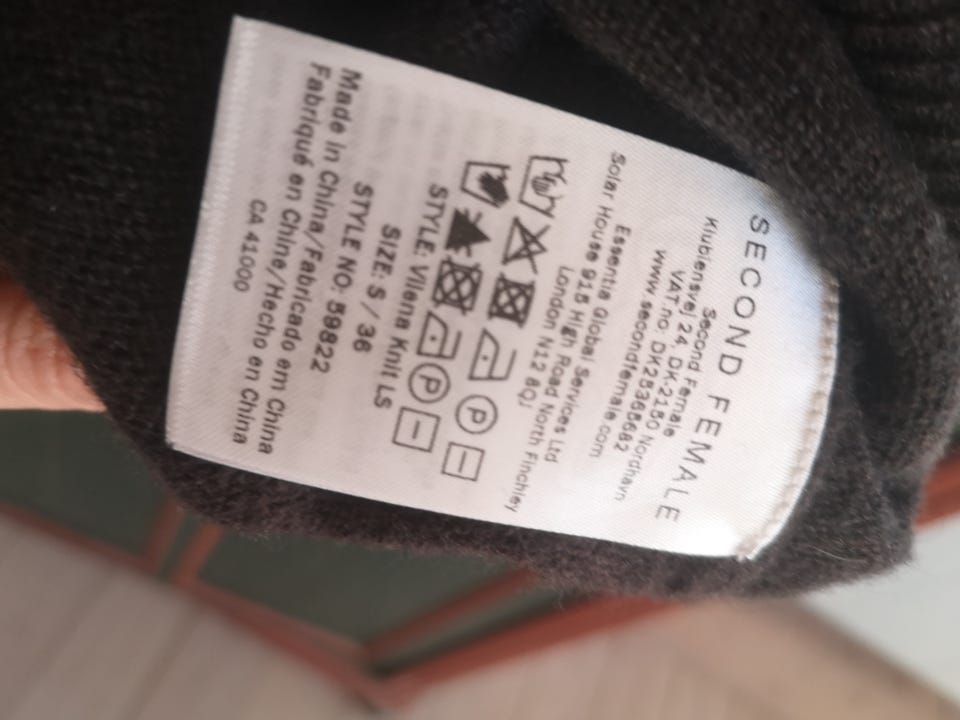 SECOND FEMALE
Second Female
Klubiensvej 24, DK-2150 Nordhavn
VAT.no. DK25365682
www.secondfemale.com
Essentia Global Services Ltd
Solar House 915 High Road North Finchley
London N12 8QJ
P
P
STYLE: Vilena Knit LS
SIZE: S / 36
STYLE NO: 59822
Made in China/Fabricado em China
Fabriqué en Chine/Hecho en China
CA 41000